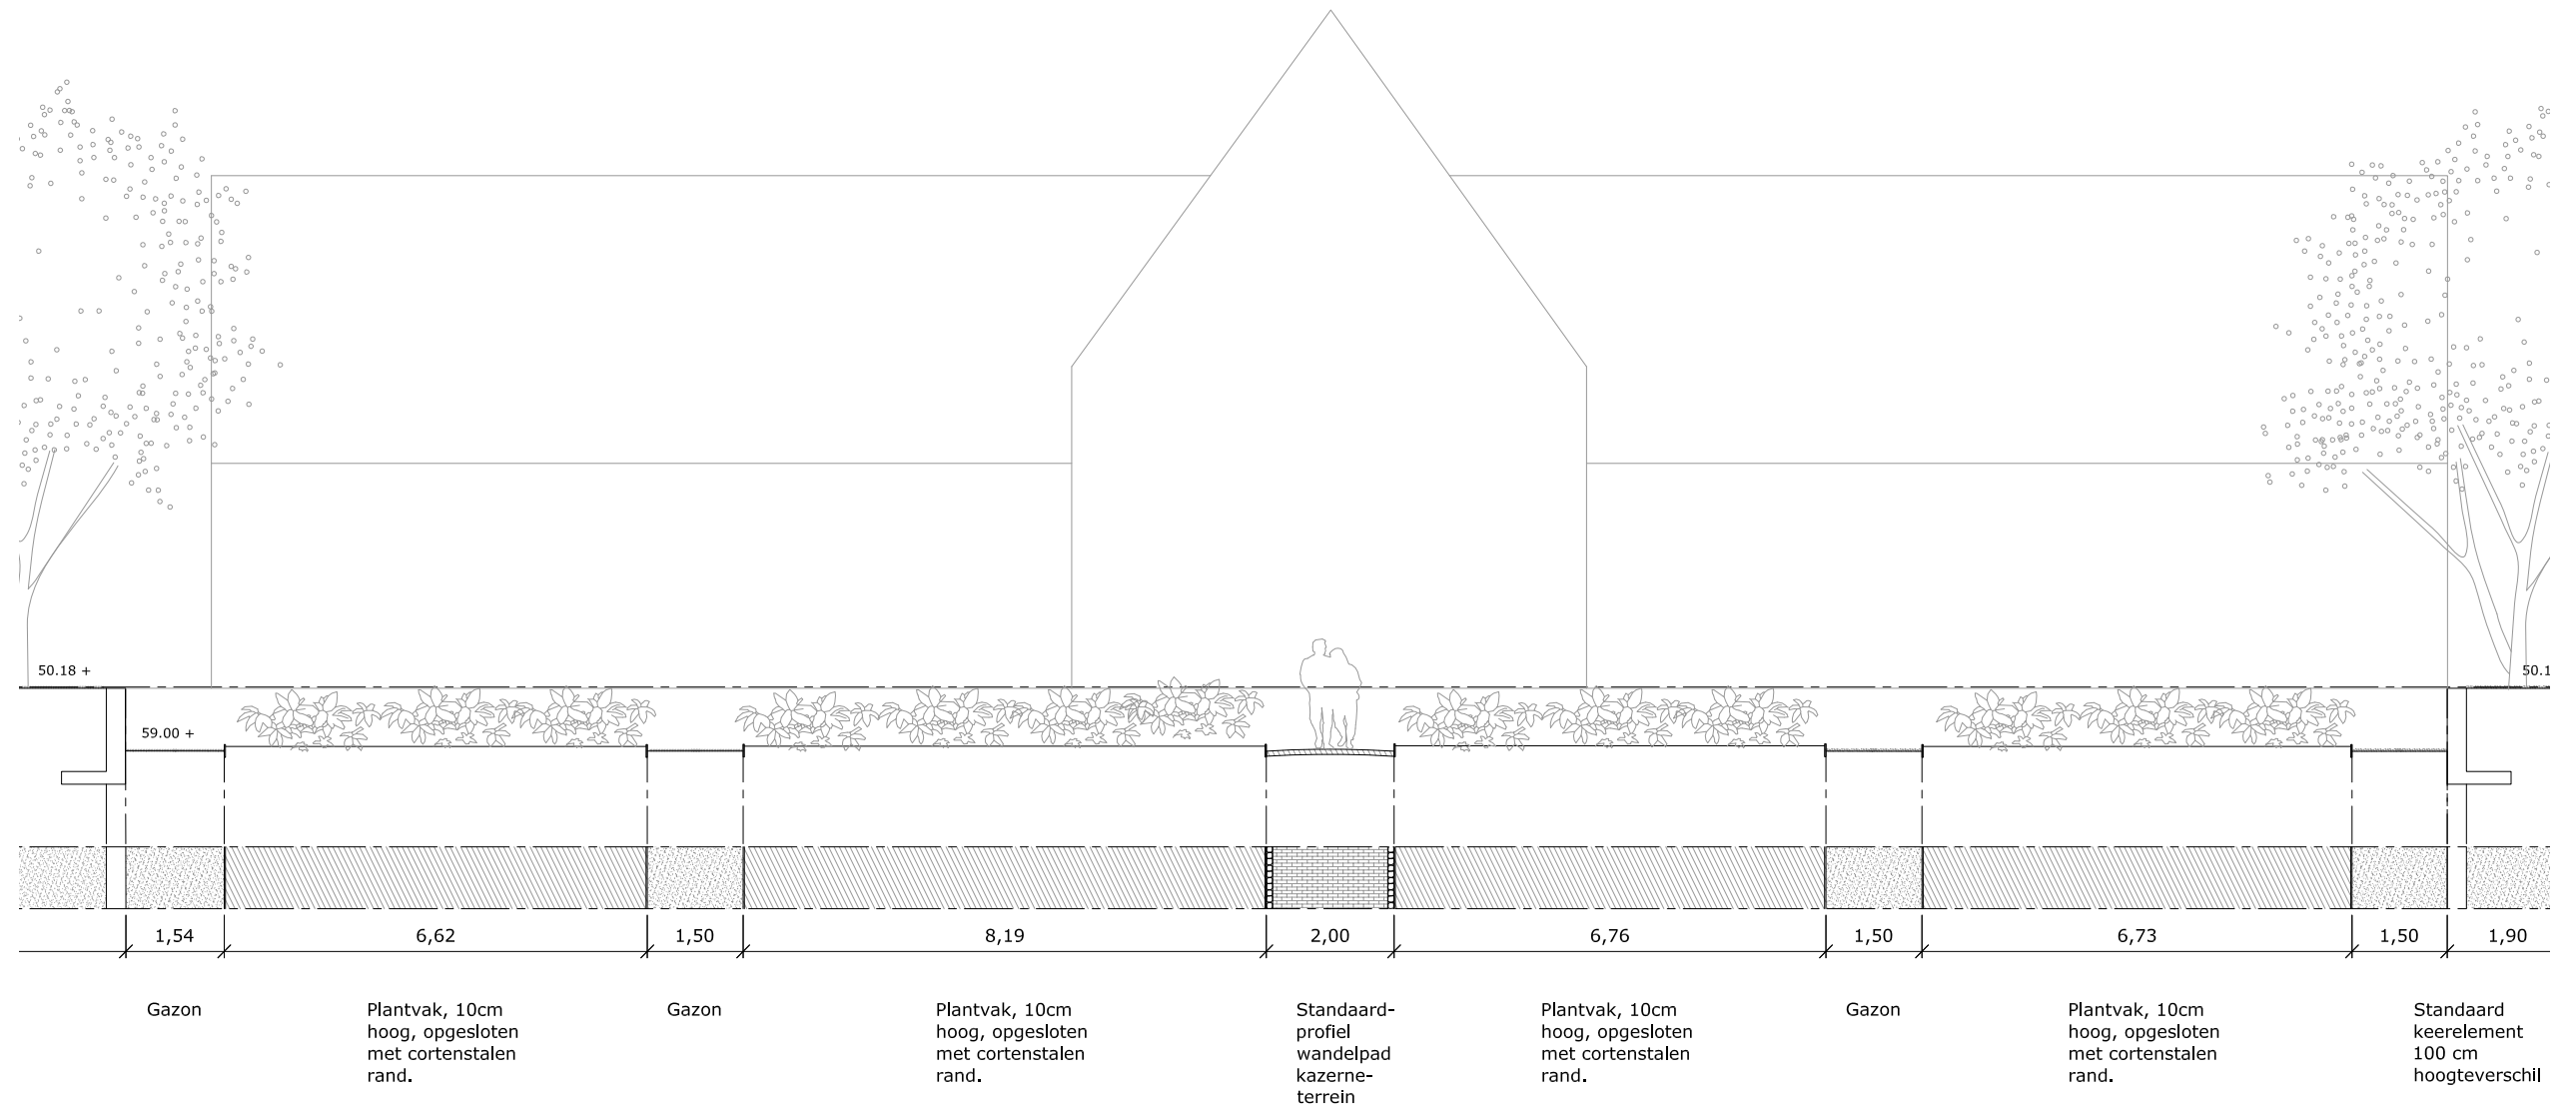 50.18 +
50.1
59.00 +
1,54
6,62
1,50
8,19
2,00
6,76
1,50
6,73
1,50
1,90
Gazon
Plantvak, 10cm
hoog, opgesloten
met cortenstalen
rand.
Gazon
Plantvak, 10cm
hoog, opgesloten
met cortenstalen
rand.
Standaard-
profiel
wandelpad
kazerne-
terrein
Plantvak, 10cm
hoog, opgesloten
met cortenstalen
rand.
Gazon
Plantvak, 10cm
hoog, opgesloten
met cortenstalen
rand.
Standaard
keerelement
100 cm
hoogteverschil